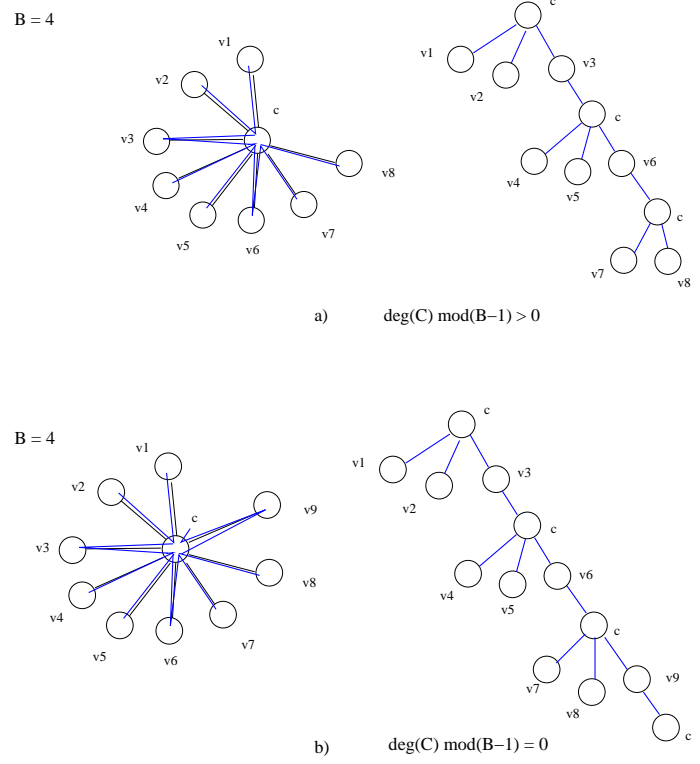 B = 4
c
v1
v2
v3
v4
v5
v6
v7
v8
c
v1
v2
v3
c
v4
v5
v6
c
v7
v8
a) deg(C) mod(B−1) > 0
B = 4
v1
v2
c
v9
v3
v8
v4
v7
v5
v6
c
v1
v2
v3
c
v4
v5
v6
c
v7
v8
v9
c
b) deg(C) mod(B−1) = 0